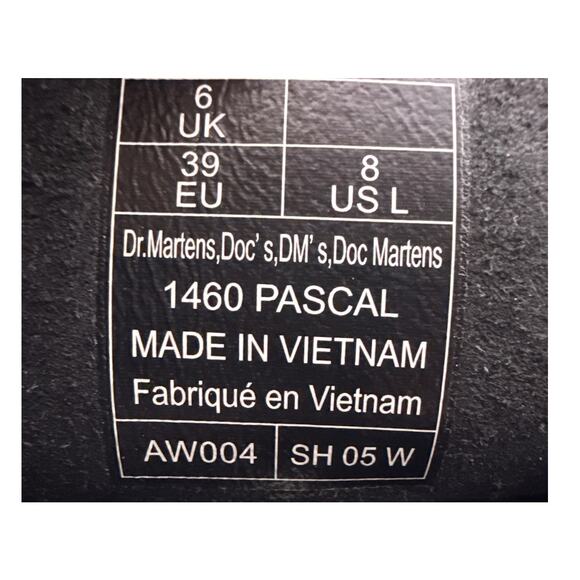 6
UK
39
EU
8
US L
Dr.Martens,Doc' s,DM' s,Doc Martens
1460 PASCAL
MADE IN VIETNAM
Fabriqué en Vietnam
AW004
SH 05 W